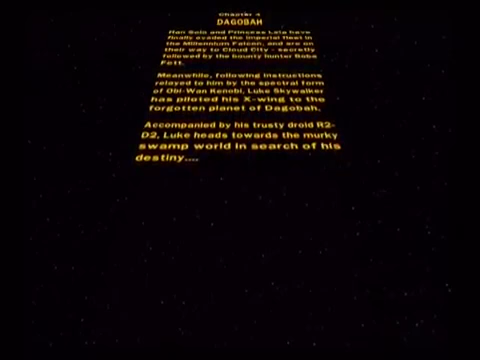 Chapter 4
DAGOBAH
Han Solo and Princess Leia have
finally evaded the Imperial fleet in
the Millennium Falcon, and are on
their way to Cloud City - secretly
followed by the bounty hunter Boba
Fett.
Meanwhile, following instructions
relayed to him by the spectral form
of Obi-Wan Kenobi, Luke Skywalker
has piloted his X-wing to the
forgotten planet of Dagobah.
Accompanied by his trusty droid R2-
D2, Luke heads towards the murky
swamp world in search of his
destiny....